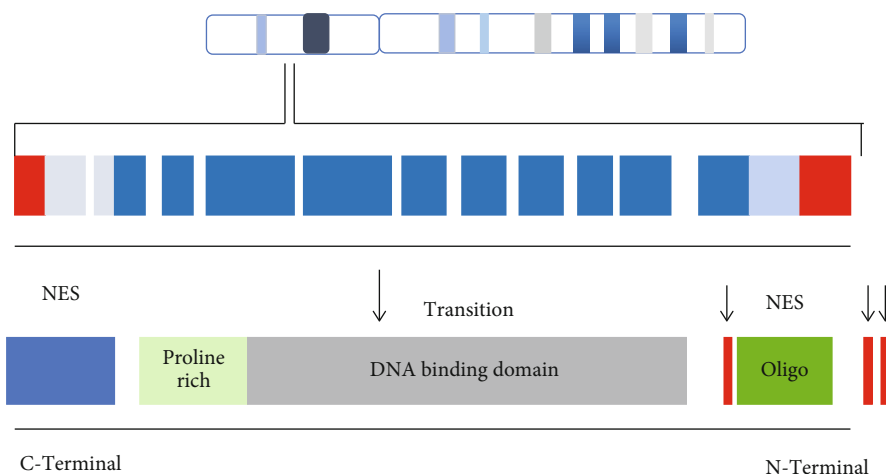 NES
Transition
NES
Proline
rich
DNA binding domain
Oligo
C-Terminal
N-Terminal